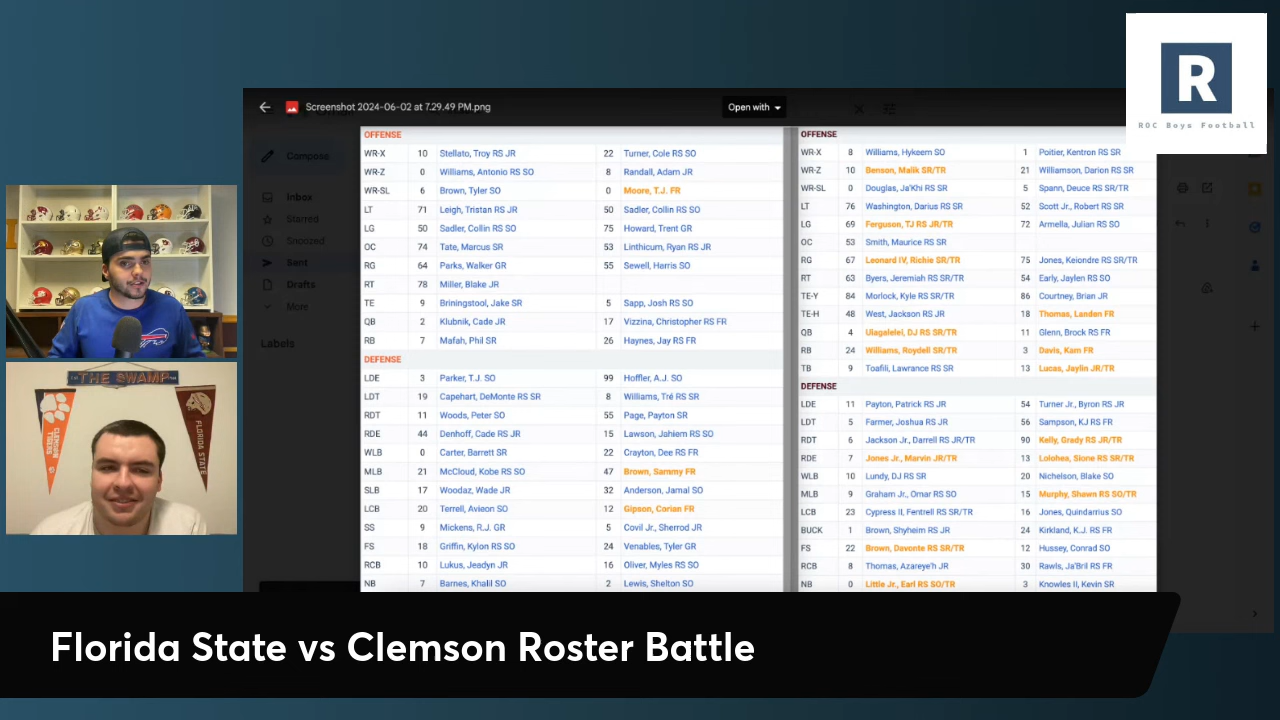 R
ROC Boys Football
Screenshot 2024-06-02 at 7.29.49 PM.png
Open with
Compose
Inbox
Starred
Snoozed
Sent
Drafts
More
Labels
THE SWAMP
CLEMSON TIGERS
FLORIDA STATE
OFFENSE
WR-X 10 Stellato, Troy RS JR 22 Turner, Cole RS SO
WR-Z 0 Williams, Antonio RS SO 8 Randall, Adam JR
WR-SL 6 Brown, Tyler SO 0 Moore, T.J. FR
LT 71 Leigh, Tristan RS JR 50 Sadler, Collin RS SO
LG 50 Sadler, Collin RS SO 75 Howard, Trent GR
OC 74 Tate, Marcus SR 53 Linthicum, Ryan RS JR
RG 64 Parks, Walker GR 55 Sewell, Harris SO
RT 78 Miller, Blake JR
TE 9 Briningstool, Jake SR 5 Sapp, Josh RS SO
QB 2 Klubnik, Cade JR 17 Vizzina, Christopher RS FR
RB 7 Mafah, Phil SR 26 Haynes, Jay RS FR
DEFENSE
LDE 3 Parker, T.J. SO 99 Hoffler, A.J. SO
LDT 19 Capehart, DeMonte RS SR 8 Williams, Tré RS SR
RDT 11 Woods, Peter SO 55 Page, Payton SR
RDE 44 Denhoff, Cade RS JR 15 Lawson, Jahiem RS SO
WLB 0 Carter, Barrett SR 22 Crayton, Dee RS FR
MLB 21 McCloud, Kobe RS SO 47 Brown, Sammy FR
SLB 17 Woodaz, Wade JR 32 Anderson, Jamal SO
LCB 20 Terrell, Avieon SO 12 Gipson, Corian FR
SS 9 Mickens, R.J. GR 5 Covil Jr., Sherrod JR
FS 18 Griffin, Kylon RS SO 24 Venables, Tyler GR
RCB 10 Lukus, Jeadyn JR 16 Oliver, Myles RS SO
NB 7 Barnes, Khalil SO 2 Lewis, Shelton SO
OFFENSE
WR-X 8 Williams, Hykeem SO 1 Poitier, Kentron RS SR
WR-Z 10 Benson, Malik SR/TR 21 Williamson, Darion RS SR
WR-SL 0 Douglas, Ja'Khi RS SR 5 Spann, Deuce RS SR/TR
LT 76 Washington, Darius RS SR 52 Scott Jr., Robert RS SR
LG 69 Ferguson, TJ RS JR/TR 72 Armella, Julian RS SO
OC 53 Smith, Maurice RS SR
RG 67 Leonard IV, Richie SR/TR 75 Jones, Keiondre RS SR/TR
RT 63 Byers, Jeremiah RS SR/TR 54 Early, Jaylen RS SO
TE-Y 84 Morlock, Kyle RS SR/TR 86 Courtney, Brian JR
TE-H 48 West, Jackson RS JR 18 Thomas, Landen FR
QB 4 Uiagalelei, DJ RS SR/TR 11 Glenn, Brock RS FR
RB 24 Williams, Roydell SR/TR 3 Davis, Kam FR
TB 9 Toafili, Lawrance RS SR 13 Lucas, Jaylin JR/TR
DEFENSE
LDE 11 Payton, Patrick RS JR 54 Turner Jr., Byron RS JR
LDT 5 Farmer, Joshua RS JR 56 Sampson, KJ RS FR
RDT 6 Jackson Jr., Darrell RS JR/TR 90 Kelly, Grady RS JR/TR
RDE 7 Jones Jr., Marvin JR/TR 13 Lolohea, Sione RS SR/TR
WLB 10 Lundy, DJ RS SR 20 Nichelson, Blake SO
MLB 9 Graham Jr., Omar RS SO 15 Murphy, Shawn RS SO/TR
LCB 23 Cypress II, Fentrell RS SR/TR 16 Jones, Quindarrius SO
BUCK 1 Brown, Shyheim RS JR 24 Kirkland, K.J. RS FR
FS 22 Brown, Davonte RS SR/TR 12 Hussey, Conrad SO
RCB 8 Thomas, Azareye'h JR 30 Rawls, Ja'Bril RS FR
NB 0 Little Jr., Earl RS SO/TR 3 Knowles II, Kevin SR
Florida State vs Clemson Roster Battle